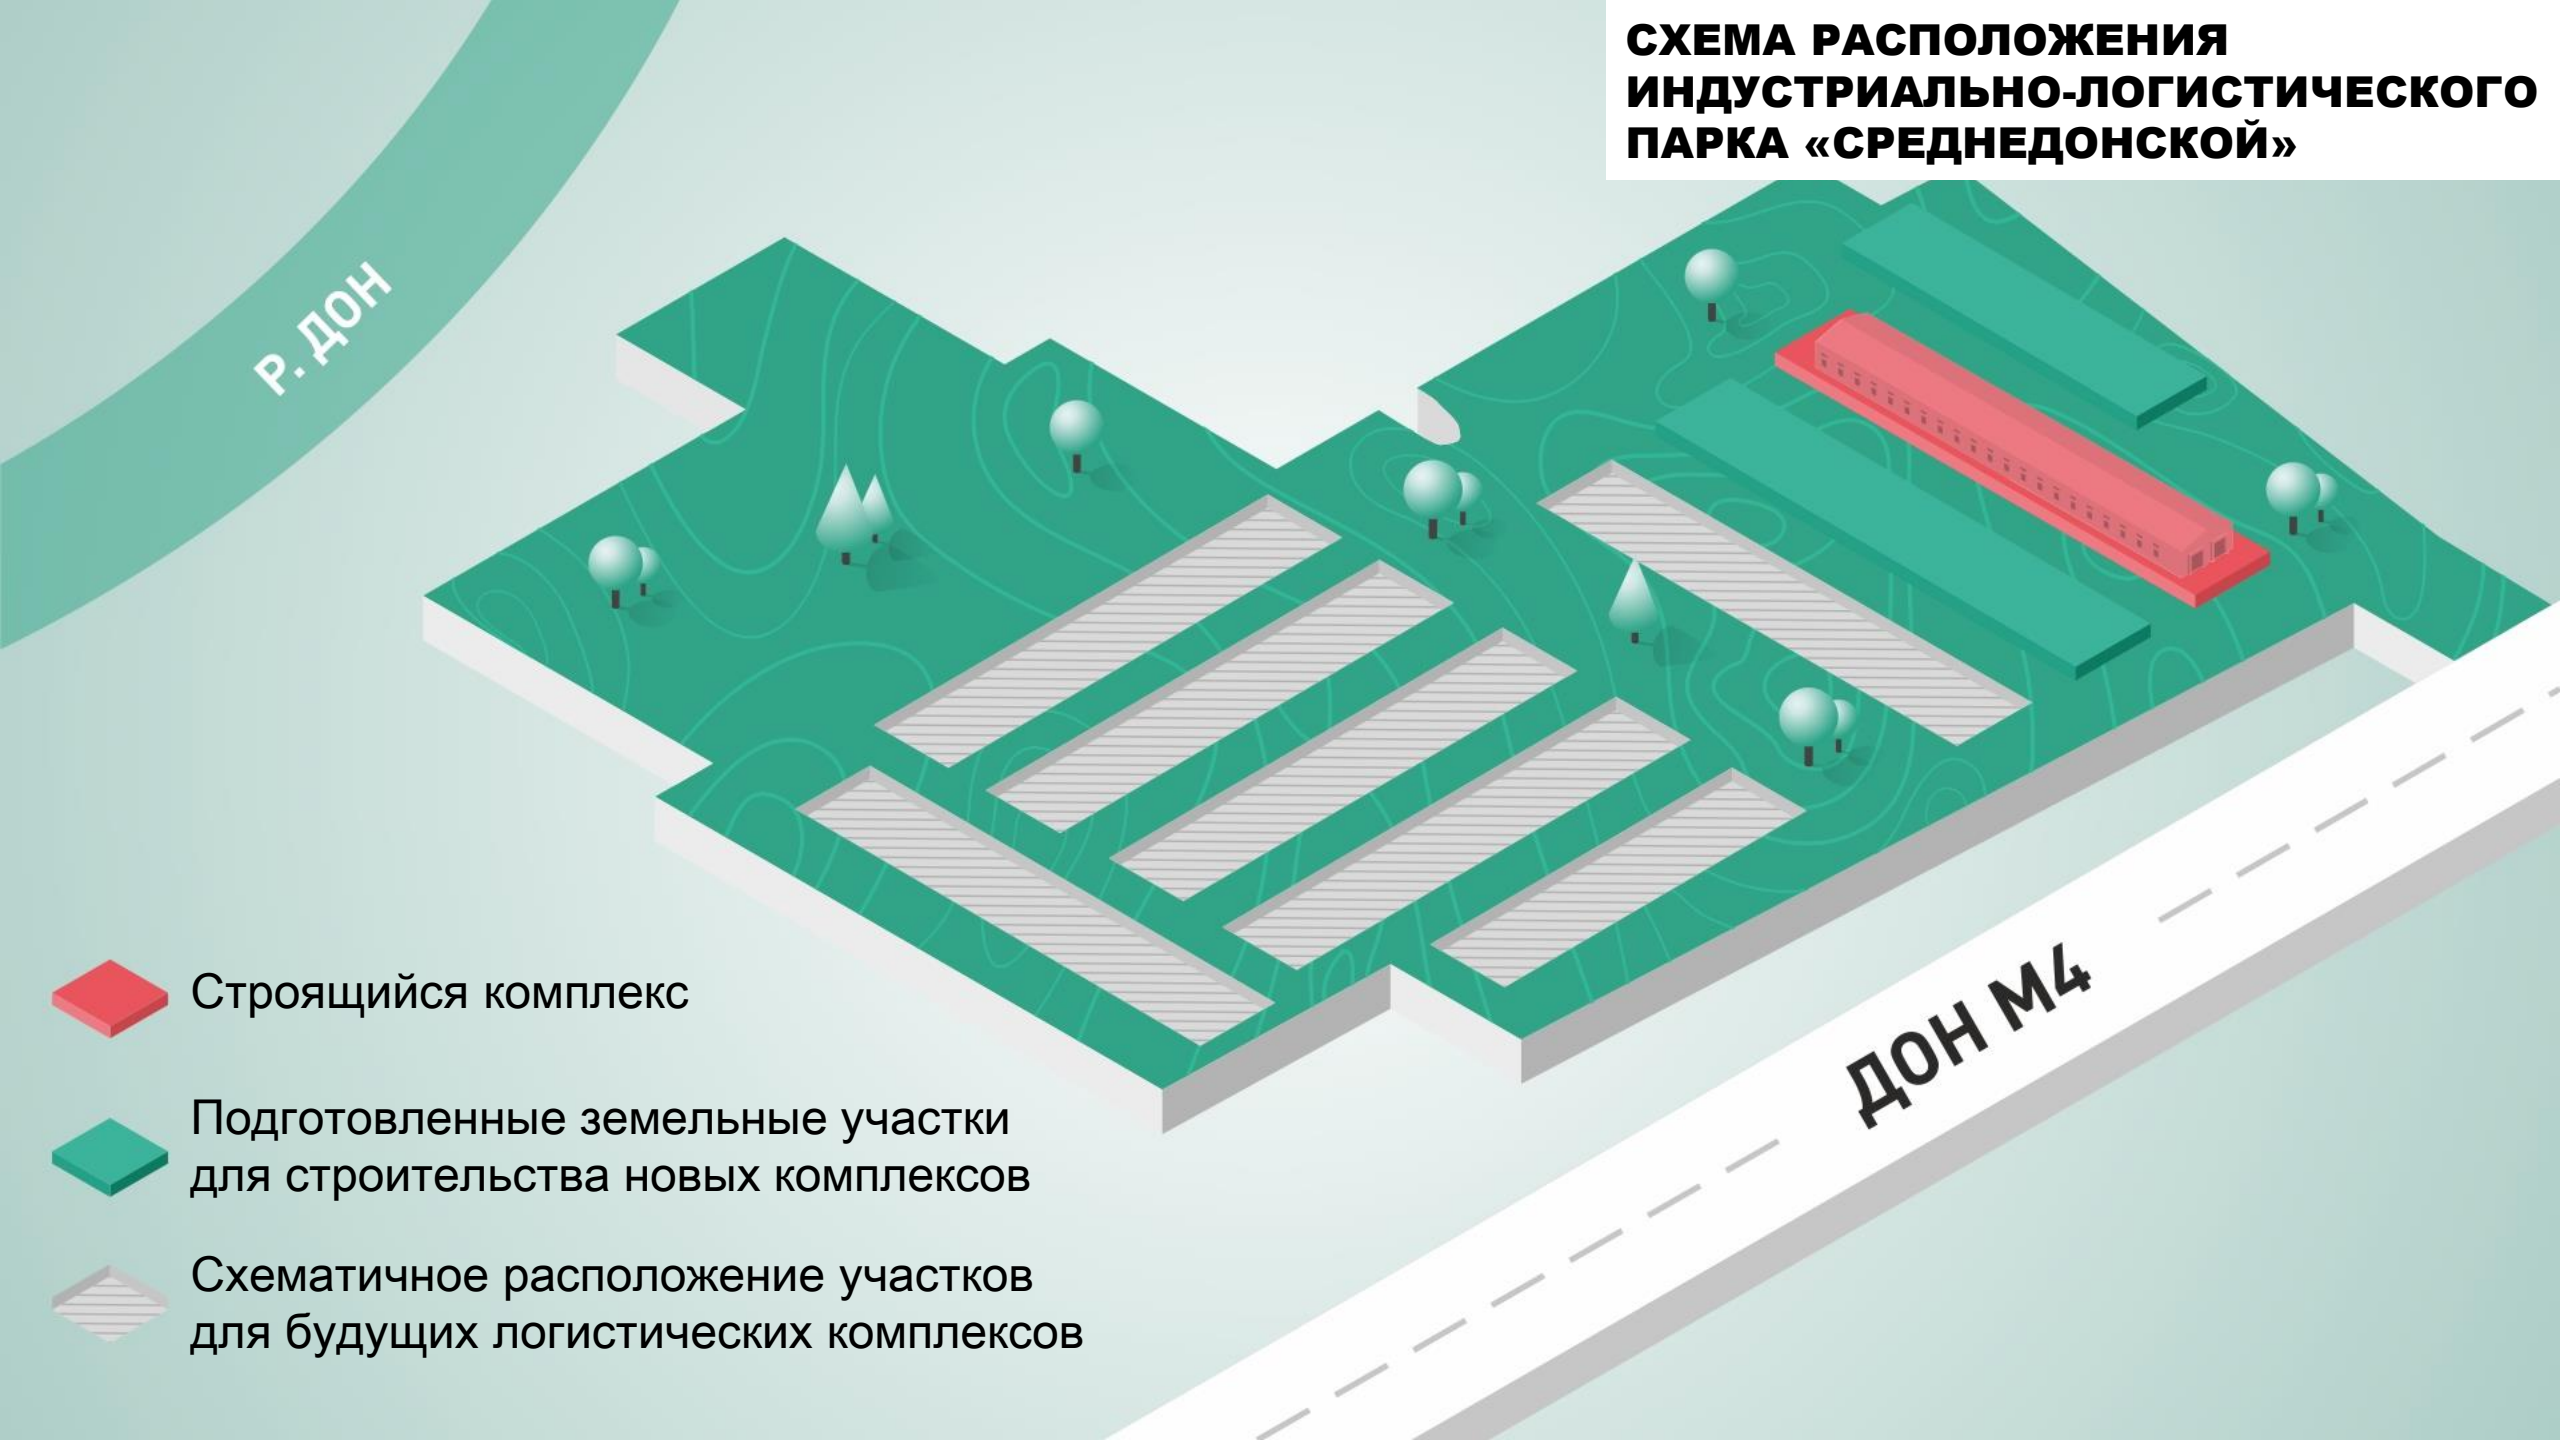 СХЕМА РАСПОЛОЖЕНИЯ
ИНДУСТРИАЛЬНО-ЛОГИСТИЧЕСКОГО
ПАРКА «СРЕДНЕДОНСКОЙ»
Р. ДОН
ДОН М4
Строящийся комплекс
Подготовленные земельные участки
для строительства новых комплексов
Схематичное расположение участков
для будущих логистических комплексов